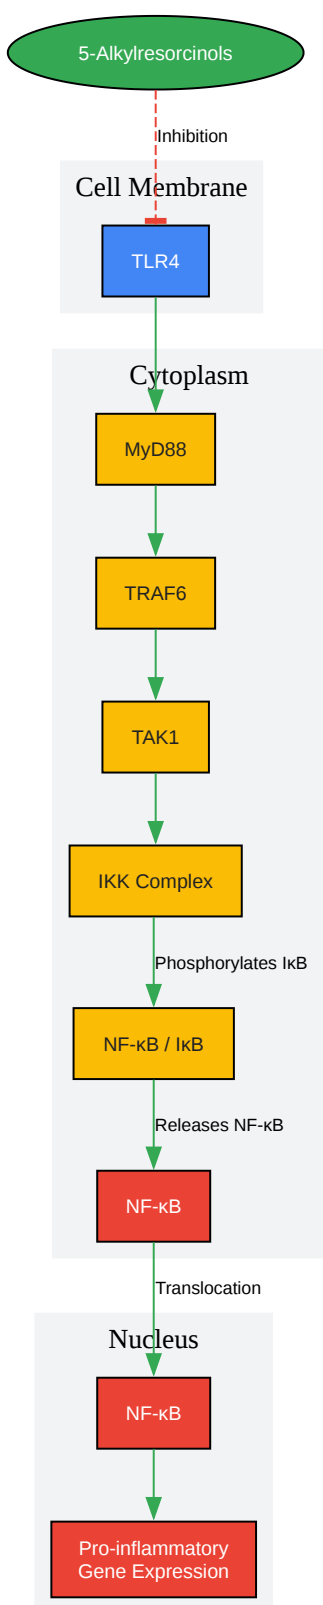 5-Alkylresorcinols
Inhibition
Cell Membrane
TLR4
Cytoplasm
MyD88
TRAF6
TAK1
IKK Complex
Phosphorylates IκB
NF-κB / IκB
Releases NF-κB
NF-κB
Translocation
Nucleus
NF-κB
Pro-inflammatory
Gene Expression